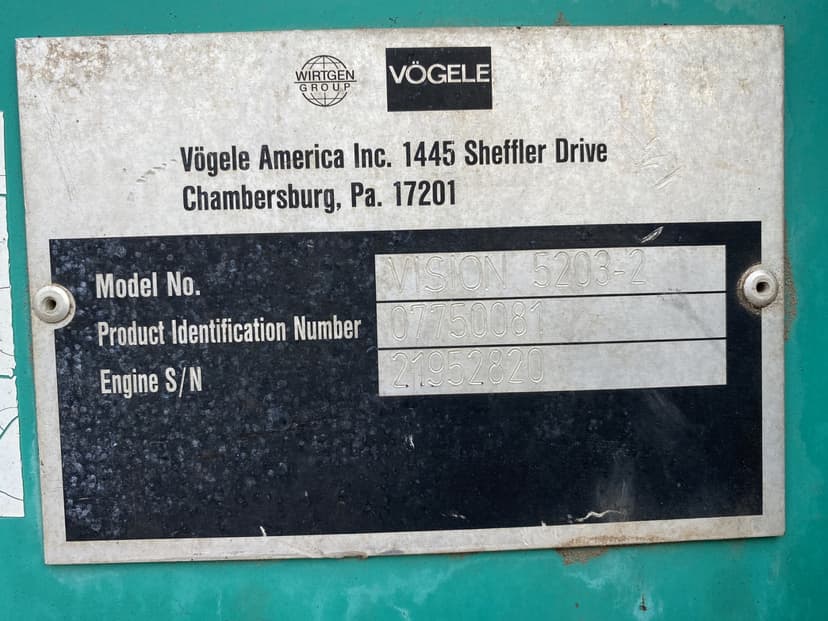 WIRTGEN
GROUP
VÖGELE
Vögele America Inc. 1445 Sheffler Drive
Chambersburg, Pa. 17201
Model No. VISION 5203-2
Product Identification Number 07750081
Engine S/N 21952820